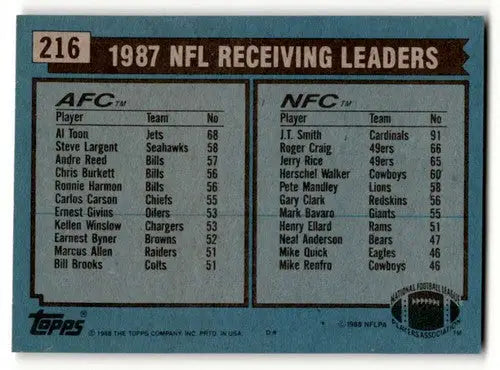 216
1987 NFL RECEIVING LEADERS
AFC™
Player Team No
Al Toon Jets 68
Steve Largent Seahawks 58
Andre Reed Bills 57
Chris Burkett Bills 56
Ronnie Harmon Bills 56
Carlos Carson Chiefs 55
Ernest Givins Oilers 53
Kellen Winslow Chargers 53
Earnest Byner Browns 52
Marcus Allen Raiders 51
Bill Brooks Colts 51
NFC™
Player Team No
J.T. Smith Cardinals 91
Roger Craig 49ers 66
Jerry Rice 49ers 65
Herschel Walker Cowboys 60
Pete Mandley Lions 58
Gary Clark Redskins 56
Mark Bavaro Giants 55
Henry Ellard Rams 51
Neal Anderson Bears 47
Mike Quick Eagles 46
Mike Renfro Cowboys 46
Topps®
© 1988 THE TOPPS COMPANY, INC. PRTD. IN U.S.A.
D*
* © 1988 NFLPA
NATIONAL FOOTBALL LEAGUE
PLAYERS ASSOCIATION
™